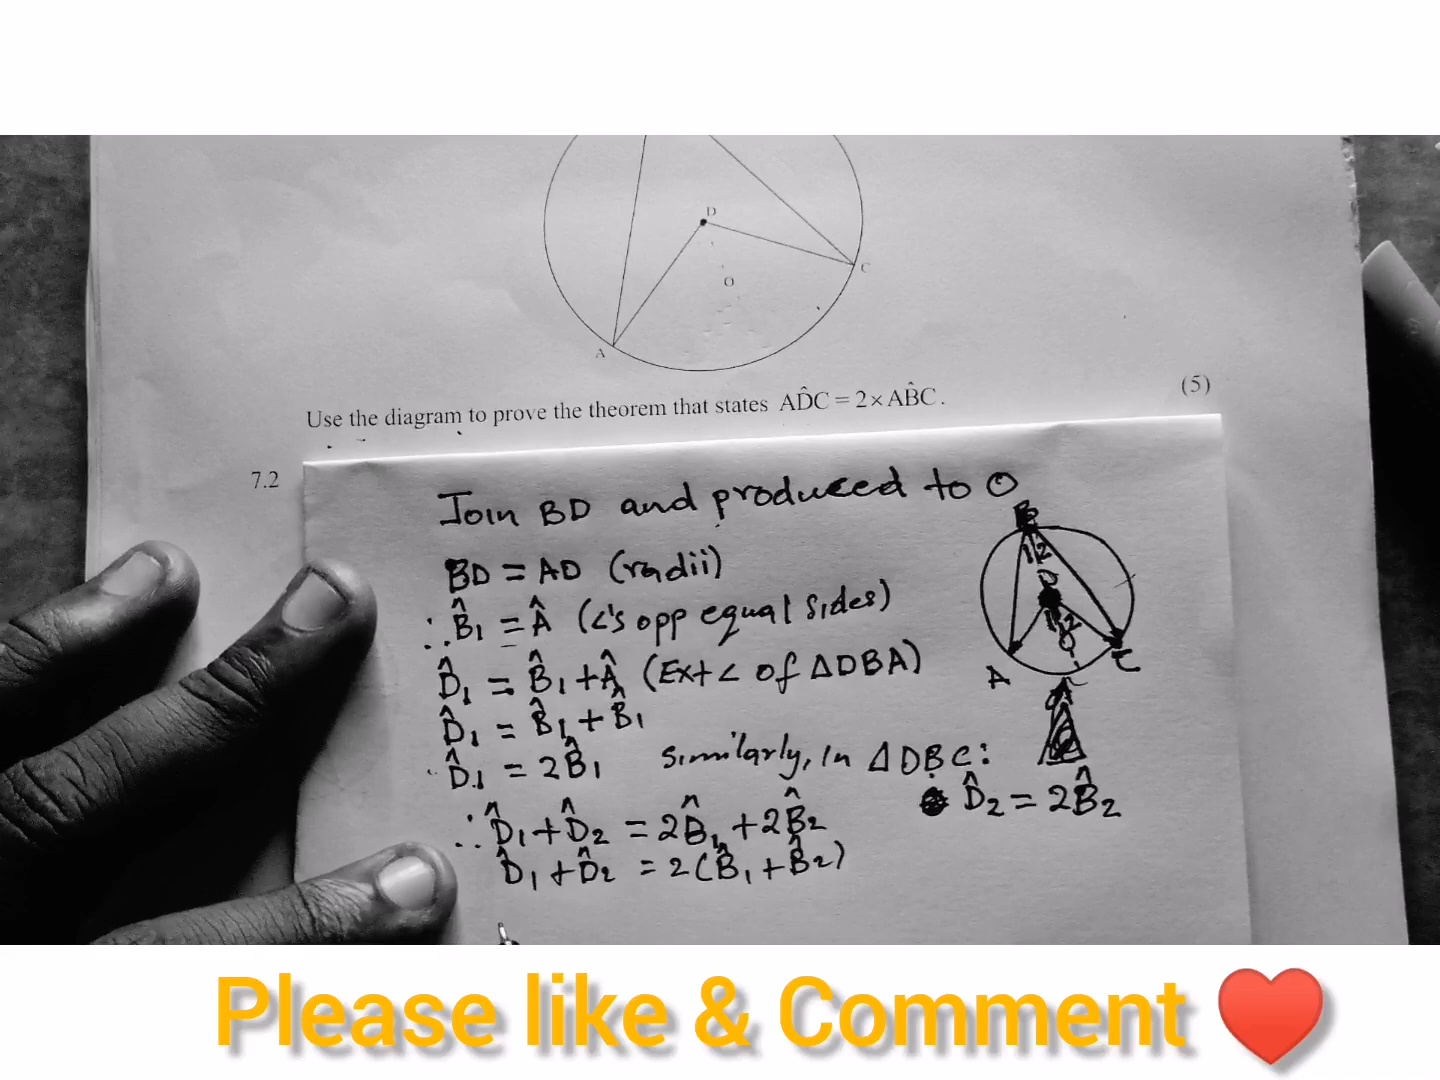 D
C
O
A
Use the diagram to prove the theorem that states AD̂C = 2 × AB̂C.
(5)
7.2
Join BD and produced to O
BD = AD (radii)
∴ B̂1 = Â (∠'s opp equal sides)
D̂1 = B̂1 + Â (Ext ∠ of ΔDBA)
D̂1 = B̂1 + B̂1
D̂1 = 2B̂1
Similarly, in ΔDBC:
D̂2 = 2B̂2
∴ D̂1 + D̂2 = 2B̂1 + 2B̂2
D̂1 + D̂2 = 2(B̂1 + B̂2)
B
1 2
D
1 2
O
A
C
Please like & Comment